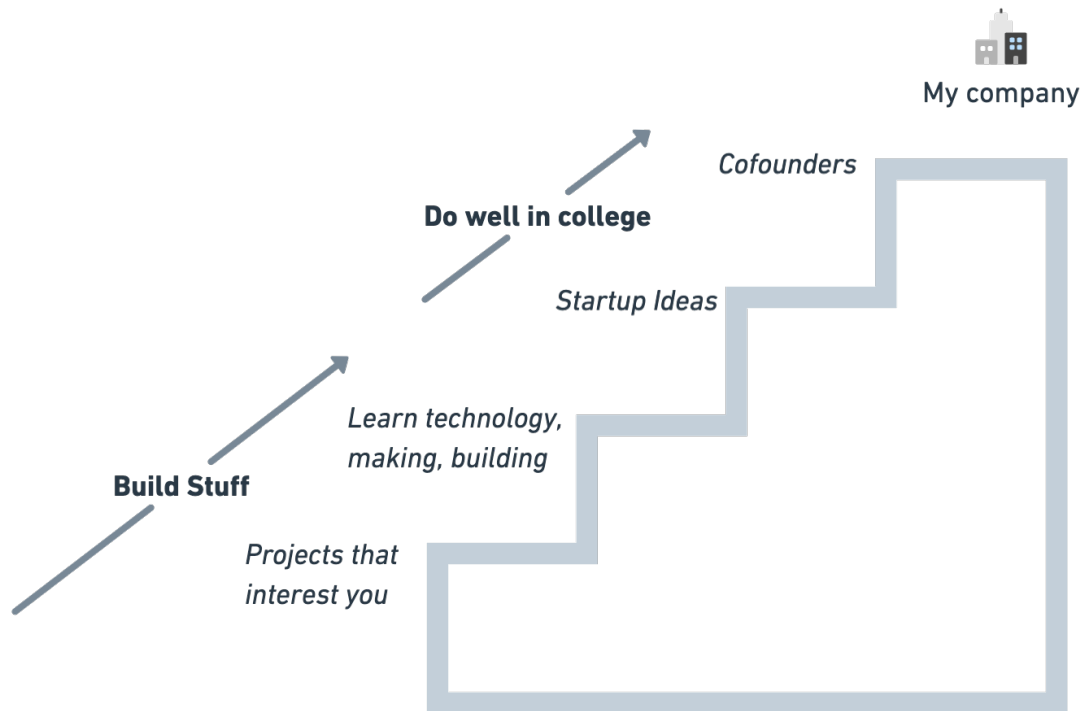 My company
Cofounders
Do well in college
Startup Ideas
Learn technology,
making, building
Build Stuff
Projects that
interest you